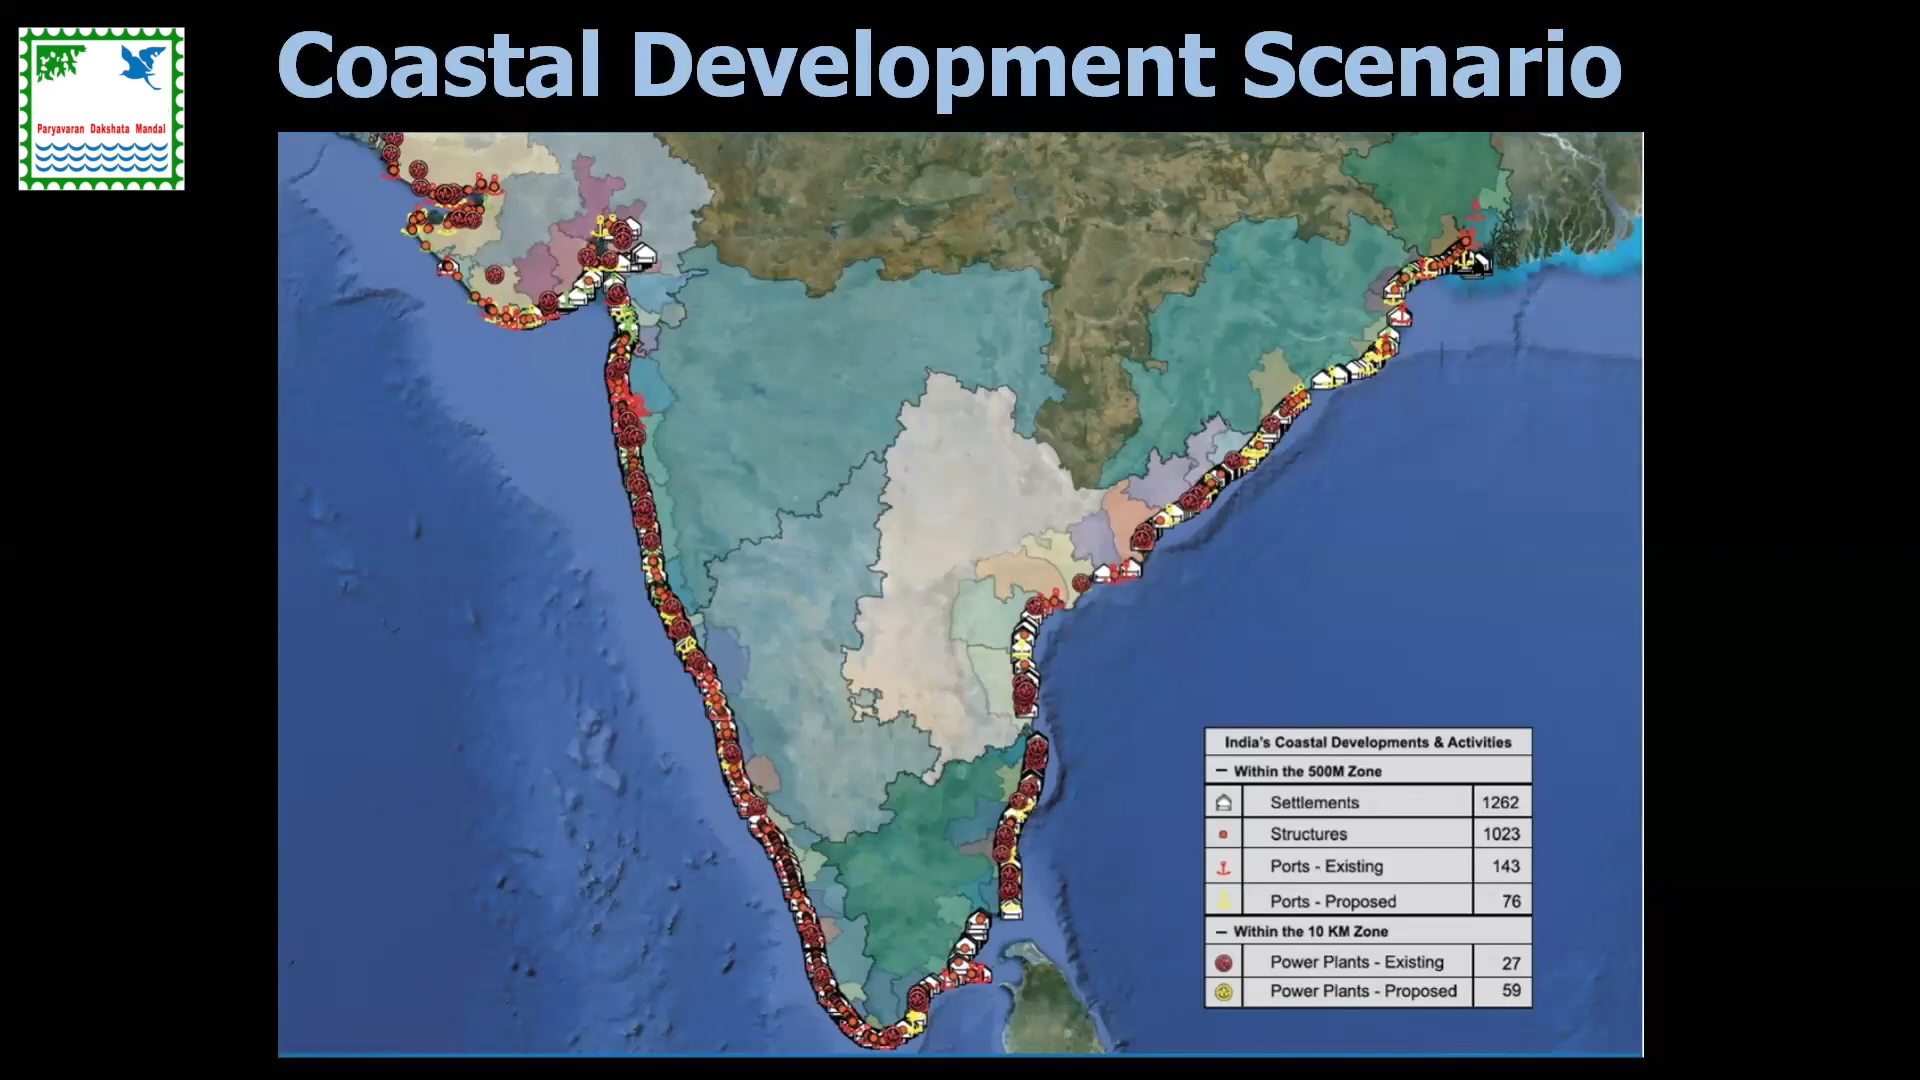 Coastal Development Scenario
Paryavaran Dakshata Mandal
India's Coastal Developments & Activities
– Within the 500M Zone
Settlements 1262
Structures 1023
Ports - Existing 143
Ports - Proposed 76
– Within the 10 KM Zone
Power Plants - Existing 27
Power Plants - Proposed 59